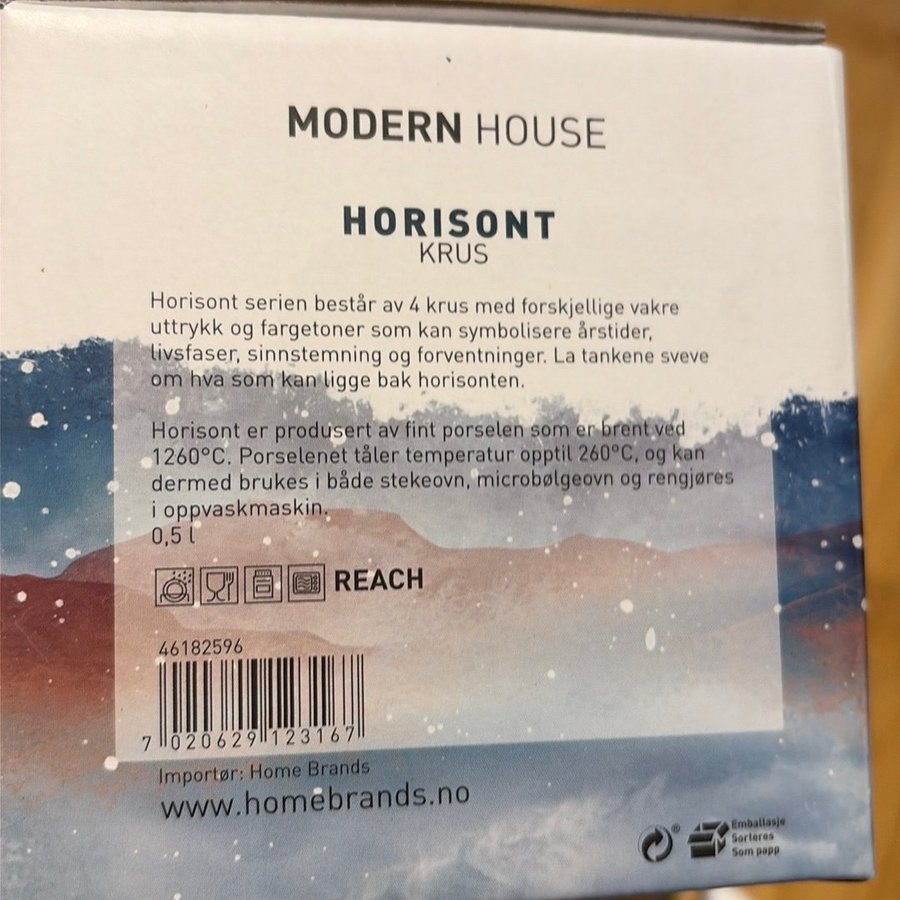 MODERN HOUSE
HORISONT
KRUS
Horisont serien består av 4 krus med forskjellige vakre
uttrykk og fargetoner som kan symbolisere årstider,
livsfaser, sinnstemning og forventninger. La tankene sveve
om hva som kan ligge bak horisonten.
Horisont er produsert av fint porselen som er brent ved
1260°C. Porselenet tåler temperatur opptil 260°C, og kan
dermed brukes i både stekeovn, microbølgeovn og rengjøres
i oppvaskmaskin.
0,5 l
REACH
46182596
7 020629 123167
Importør: Home Brands
www.homebrands.no
®
Emballasje
Sorteres
Som papp